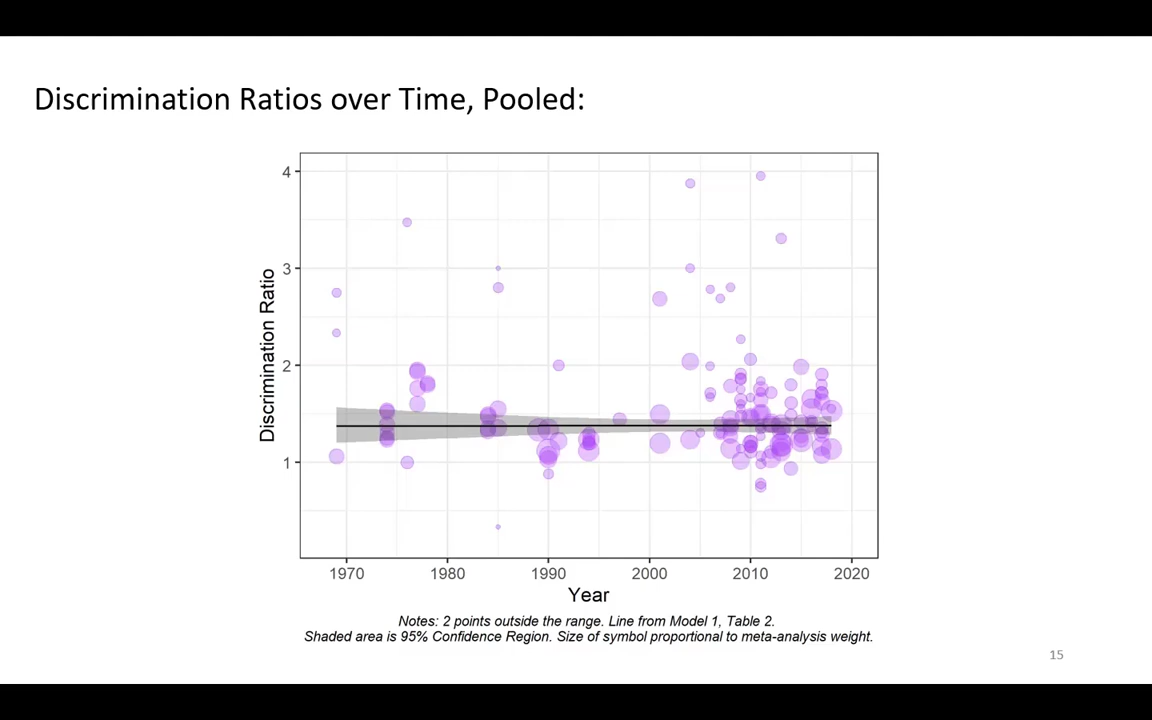 Discrimination Ratios over Time, Pooled:
4
3
2
1
Discrimination Ratio
1970 1980 1990 2000 2010 2020
Year
Notes: 2 points outside the range. Line from Model 1, Table 2.
Shaded area is 95% Confidence Region. Size of symbol proportional to meta-analysis weight.
15